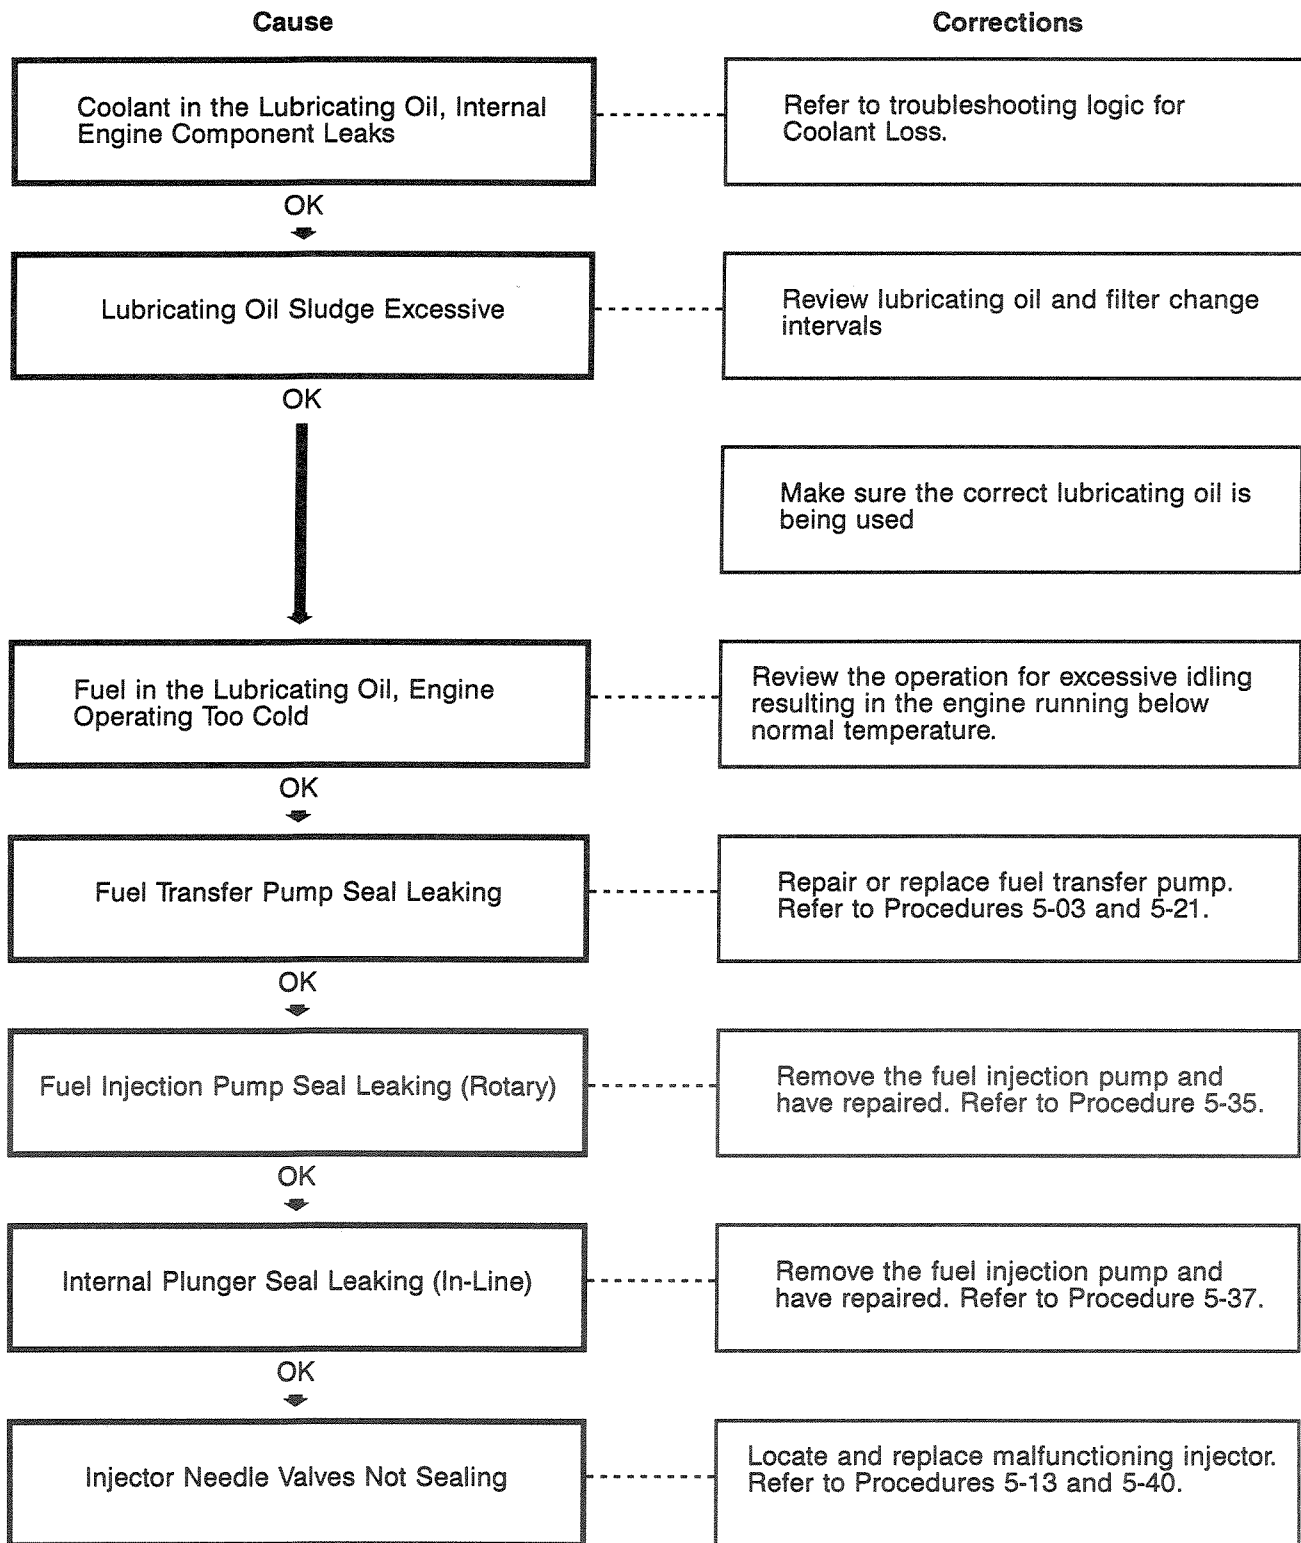 Cause
Corrections
Coolant in the Lubricating Oil, Internal
Engine Component Leaks
Refer to troubleshooting logic for
Coolant Loss.
OK
Lubricating Oil Sludge Excessive
Review lubricating oil and filter change
intervals
OK
Make sure the correct lubricating oil is
being used
Fuel in the Lubricating Oil, Engine
Operating Too Cold
Review the operation for excessive idling
resulting in the engine running below
normal temperature.
OK
Fuel Transfer Pump Seal Leaking
Repair or replace fuel transfer pump.
Refer to Procedures 5-03 and 5-21.
OK
Fuel Injection Pump Seal Leaking (Rotary)
Remove the fuel injection pump and
have repaired. Refer to Procedure 5-35.
OK
Internal Plunger Seal Leaking (In-Line)
Remove the fuel injection pump and
have repaired. Refer to Procedure 5-37.
OK
Injector Needle Valves Not Sealing
Locate and replace malfunctioning injector.
Refer to Procedures 5-13 and 5-40.